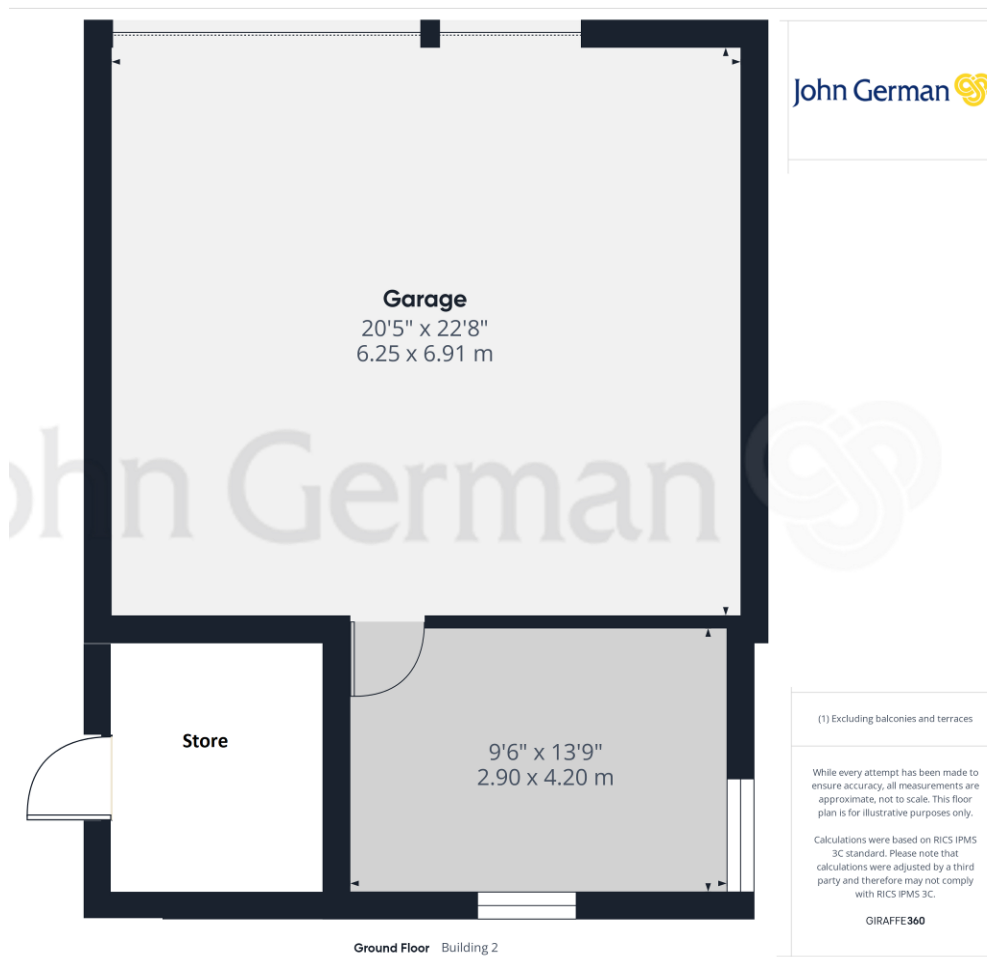 John German
Garage
20'5" x 22'8"
6.25 x 6.91 m
John German
Store
9'6" x 13'9"
2.90 x 4.20 m
(1) Excluding balconies and terraces
While every attempt has been made to
ensure accuracy, all measurements are
approximate, not to scale. This floor
plan is for illustrative purposes only.
Calculations were based on RICS IPMS
3C standard. Please note that
calculations were adjusted by a third
party and therefore may not comply
with RICS IPMS 3C.
GIRAFFE360
Ground Floor Building 2